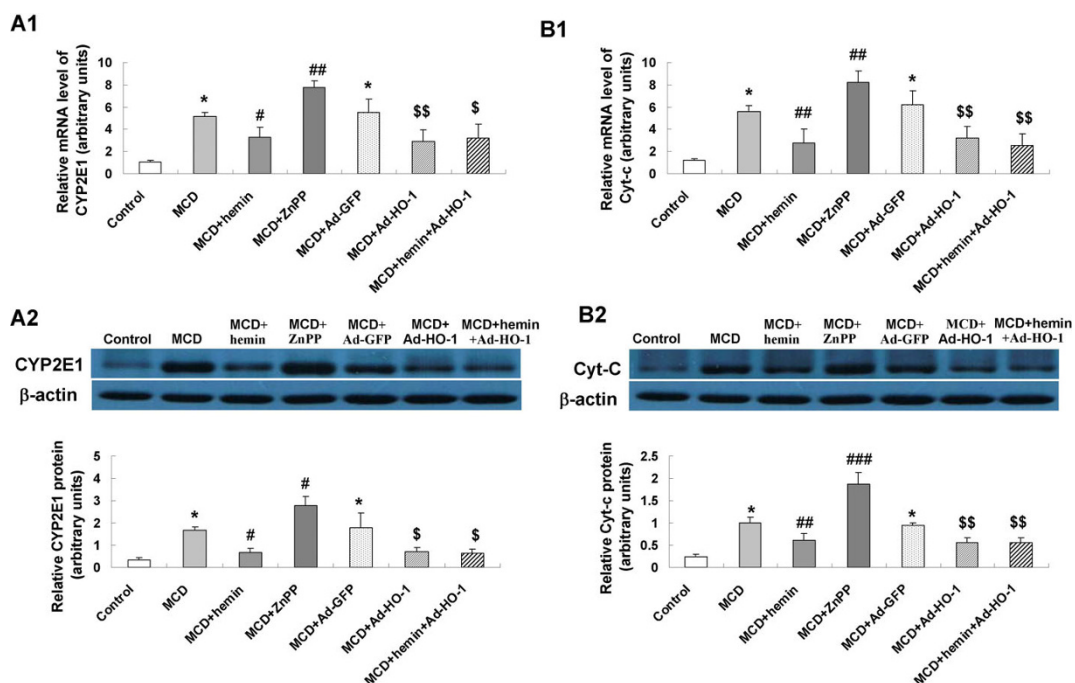 A1
Relative mRNA level of
CYP2E1 (arbitrary units)
10
8
6
4
2
0
*
#
##
*
$$
$
Control
MCD
MCD+hemin
MCD+ZnPP
MCD+Ad-GFP
MCD+Ad-HO-1
MCD+hemin+Ad-HO-1
B1
Relative mRNA level of
Cyt-c (arbitrary units)
10
8
6
4
2
0
*
##
##
*
$$
$$
Control
MCD
MCD+hemin
MCD+ZnPP
MCD+Ad-GFP
MCD+Ad-HO-1
MCD+hemin+Ad-HO-1
A2
Control
MCD
MCD+
hemin
MCD+
ZnPP
MCD+
Ad-GFP
MCD+
Ad-HO-1
MCD+hemin
+Ad-HO-1
CYP2E1
β-actin
Relative CYP2E1 protein
(arbitrary units)
5
4
3
2
1
0
*
#
#
*
$
$
Control
MCD
MCD+hemin
MCD+ZnPP
MCD+Ad-GFP
MCD+Ad-HO-1
MCD+hemin+Ad-HO-1
B2
Control
MCD
MCD+
hemin
MCD+
ZnPP
MCD+
Ad-GFP
MCD+
Ad-HO-1
MCD+hemin
+Ad-HO-1
Cyt-C
β-actin
Relative Cyt-c protein
(arbitrary units)
2.5
2
1.5
1
0.5
0
*
##
###
*
$$
$$
Control
MCD
MCD+hemin
MCD+ZnPP
MCD+Ad-GFP
MCD+Ad-HO-1
MCD+hemin+Ad-HO-1